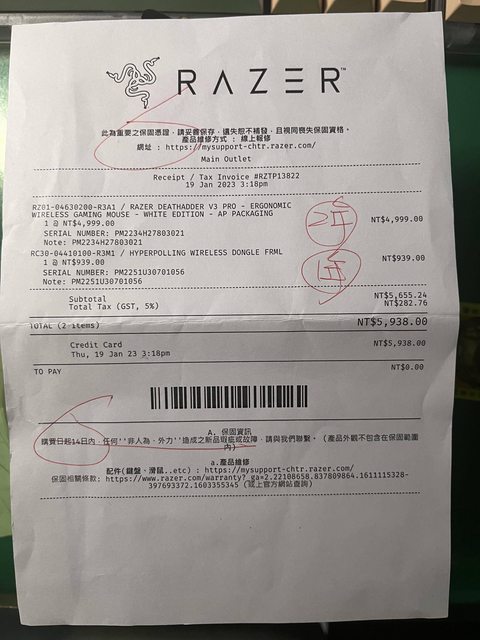 RAZER™
此為重要之保固憑證，請妥善保存，遺失恕不補發，且視同喪失保固資格。
產品維修方式：線上報修
網址：https://mysupport-chtr.razer.com/
Main Outlet
Receipt / Tax Invoice #RZTP13822
19 Jan 2023 3:18pm
RZ01-04630200-R3A1 / RAZER DEATHADDER V3 PRO - ERGONOMIC
WIRELESS GAMING MOUSE - WHITE EDITION - AP PACKAGING
1 @ NT$4,999.00
NT$4,999.00
SERIAL NUMBER: PM2234H27803021
Note: PM2234H27803021
2年
RC30-04410100-R3M1 / HYPERPOLLING WIRELESS DONGLE FRML
1 @ NT$939.00
NT$939.00
SERIAL NUMBER: PM2251U30701056
Note: PM2251U30701056
1年
Subtotal NT$5,655.24
Total Tax (GST, 5%) NT$282.76
TOTAL (2 items) NT$5,938.00
Credit Card NT$5,938.00
Thu, 19 Jan 23 3:18pm
TO PAY NT$0.00
A. 保固資訊
購買日起14日內，任何''非人為、外力''造成之新品瑕疵或故障，請與我們聯繫。（產品外觀不包含在保固範圍
內）
a.產品維修
配件(鍵盤、滑鼠..etc)：https://mysupport-chtr.razer.com/
保固相關條款：https://www.razer.com/warranty?_ga=2.22108658.837809864.1611115328-
397693372.1603355345 (或上官方網站查詢)